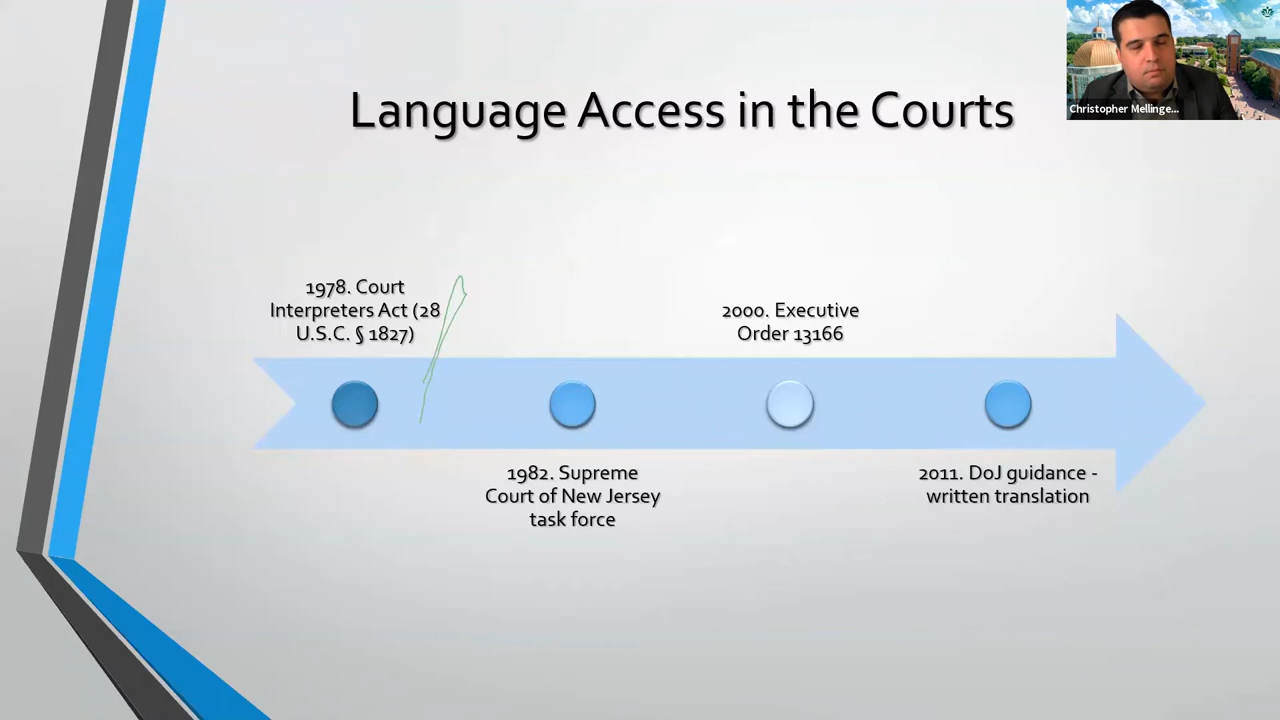 Language Access in the Courts
Christopher Mellinge...
1978. Court
Interpreters Act (28
U.S.C. § 1827)
1982. Supreme
Court of New Jersey
task force
2000. Executive
Order 13166
2011. DoJ guidance -
written translation